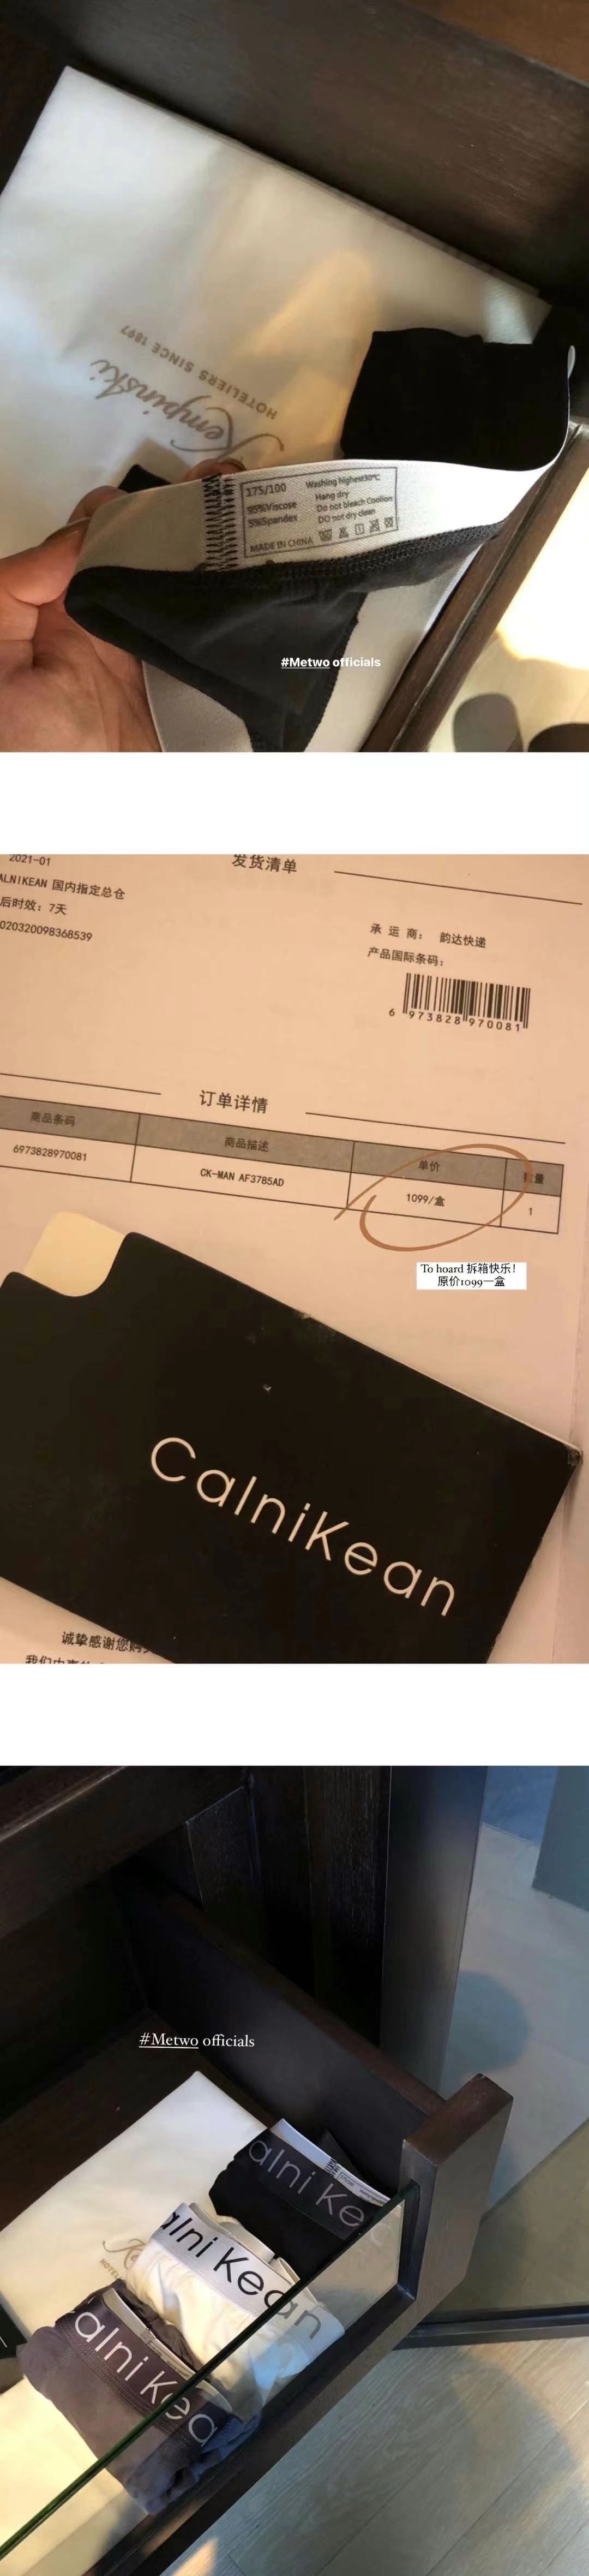 HOTELIERS SINCE 1897
Kempinski
175/100
95%Viscose
5%Spandex
MADE IN CHINA
Washing highest30°C
Hang dry
Do not bleach Coolion
DO not dry clean
#Metwo officials
2021-01
ALNIKEAN 国内指定总仓
后时效：7天
020320098368539
发货清单
承 运 商： 韵达快递
产品国际条码：
6 973828 970081
订单详情
商品条码 商品描述 单价 数量
6973828970081 CK-MAN AF3785AD 1099/盒 1
To hoard 拆箱快乐！
原价1099一盒
CalniKean
诚挚感谢您购
#Metwo officials
alni Ke
alni Kean
alni Kea